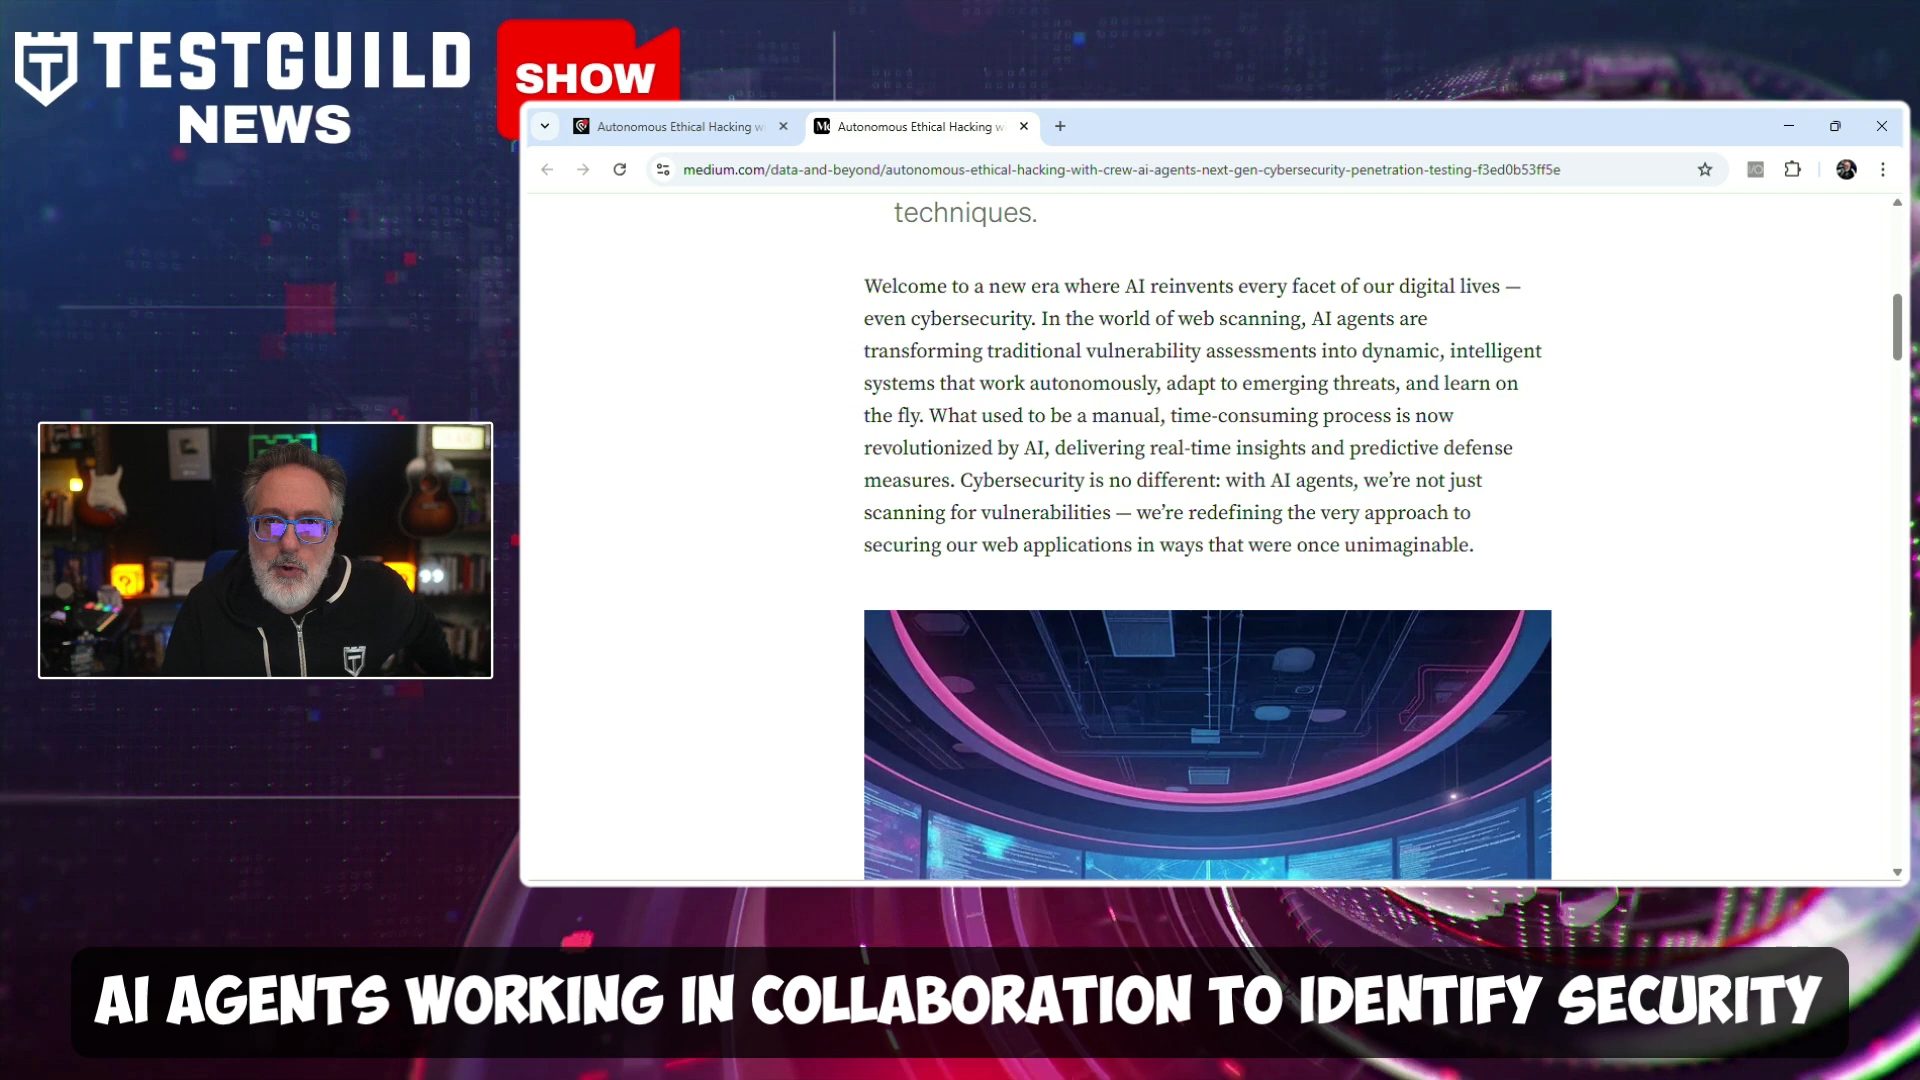 TESTGUILD
NEWS
SHOW
Autonomous Ethical Hacking w
Autonomous Ethical Hacking w
medium.com/data-and-beyond/autonomous-ethical-hacking-with-crew-ai-agents-next-gen-cybersecurity-penetration-testing-f3ed0b53ff5e
techniques.
Welcome to a new era where AI reinvents every facet of our digital lives —
even cybersecurity. In the world of web scanning, AI agents are
transforming traditional vulnerability assessments into dynamic, intelligent
systems that work autonomously, adapt to emerging threats, and learn on
the fly. What used to be a manual, time-consuming process is now
revolutionized by AI, delivering real-time insights and predictive defense
measures. Cybersecurity is no different: with AI agents, we’re not just
scanning for vulnerabilities — we’re redefining the very approach to
securing our web applications in ways that were once unimaginable.
AI AGENTS WORKING IN COLLABORATION TO IDENTIFY SECURITY